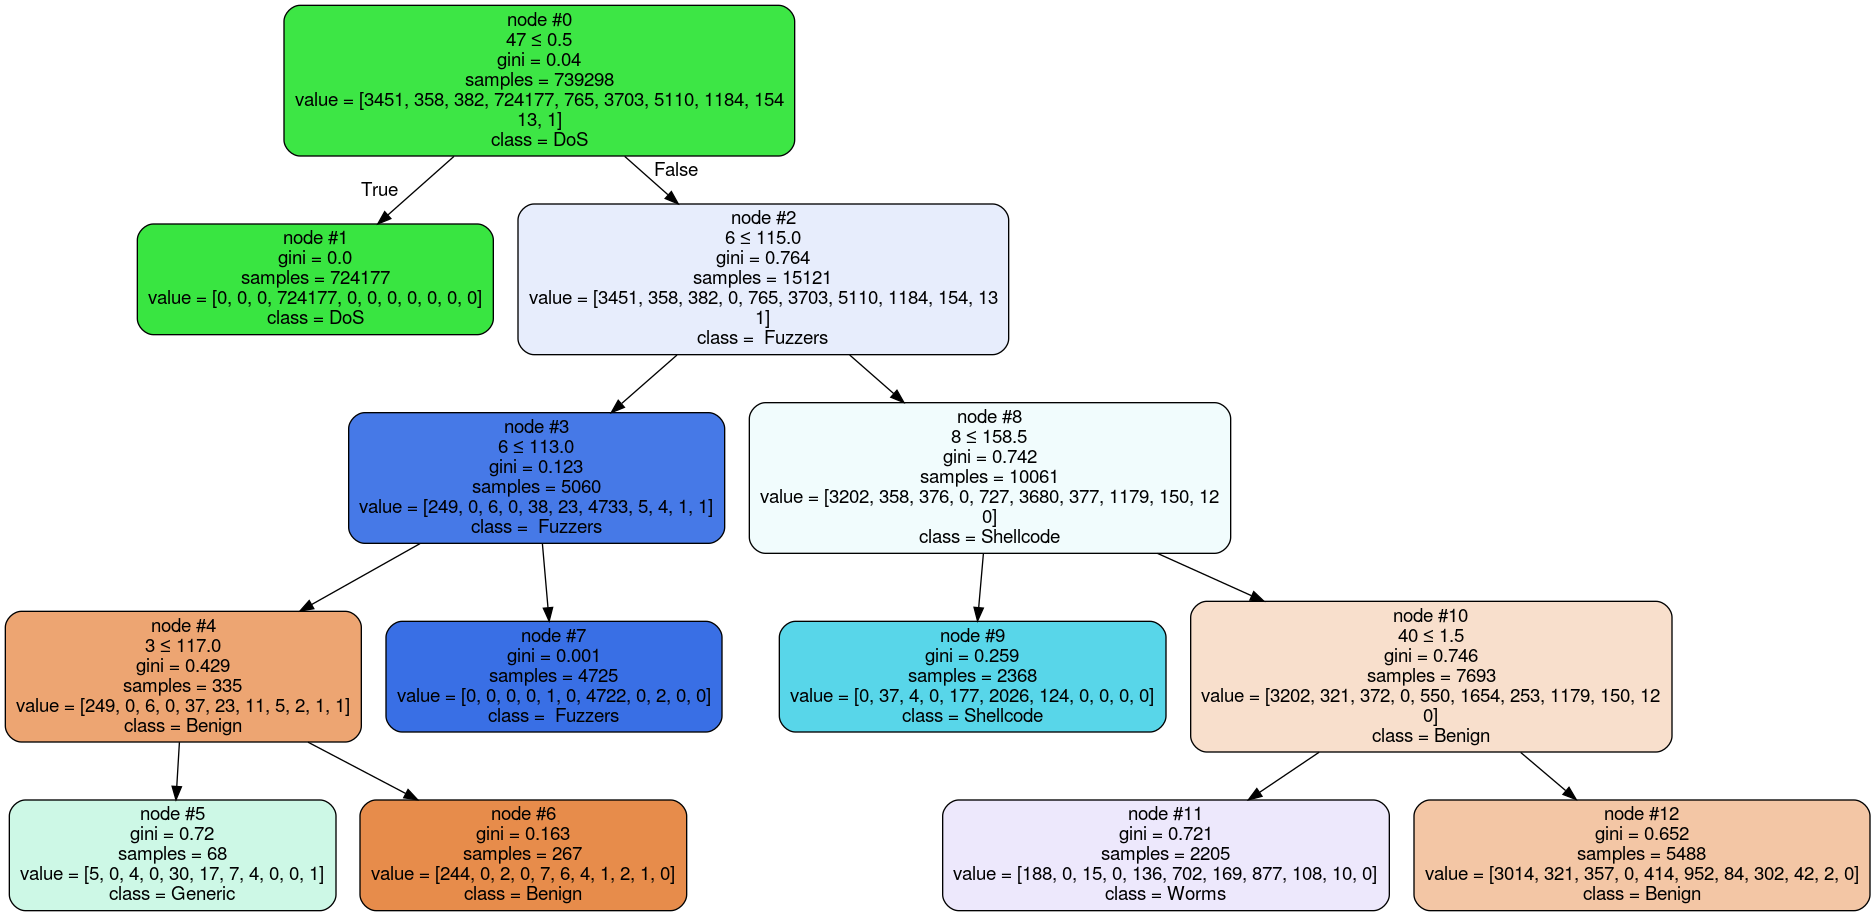 node #0
47 ≤ 0.5
gini = 0.04
samples = 739298
value = [3451, 358, 382, 724177, 765, 3703, 5110, 1184, 154
13, 1]
class = DoS
True
False
node #1
gini = 0.0
samples = 724177
value = [0, 0, 0, 724177, 0, 0, 0, 0, 0, 0, 0]
class = DoS
node #2
6 ≤ 115.0
gini = 0.764
samples = 15121
value = [3451, 358, 382, 0, 765, 3703, 5110, 1184, 154, 13
1]
class =  Fuzzers
node #3
6 ≤ 113.0
gini = 0.123
samples = 5060
value = [249, 0, 6, 0, 38, 23, 4733, 5, 4, 1, 1]
class =  Fuzzers
node #8
8 ≤ 158.5
gini = 0.742
samples = 10061
value = [3202, 358, 376, 0, 727, 3680, 377, 1179, 150, 12
0]
class = Shellcode
node #4
3 ≤ 117.0
gini = 0.429
samples = 335
value = [249, 0, 6, 0, 37, 23, 11, 5, 2, 1, 1]
class = Benign
node #7
gini = 0.001
samples = 4725
value = [0, 0, 0, 0, 1, 0, 4722, 0, 2, 0, 0]
class =  Fuzzers
node #9
gini = 0.259
samples = 2368
value = [0, 37, 4, 0, 177, 2026, 124, 0, 0, 0, 0]
class = Shellcode
node #10
40 ≤ 1.5
gini = 0.746
samples = 7693
value = [3202, 321, 372, 0, 550, 1654, 253, 1179, 150, 12
0]
class = Benign
node #5
gini = 0.72
samples = 68
value = [5, 0, 4, 0, 30, 17, 7, 4, 0, 0, 1]
class = Generic
node #6
gini = 0.163
samples = 267
value = [244, 0, 2, 0, 7, 6, 4, 1, 2, 1, 0]
class = Benign
node #11
gini = 0.721
samples = 2205
value = [188, 0, 15, 0, 136, 702, 169, 877, 108, 10, 0]
class = Worms
node #12
gini = 0.652
samples = 5488
value = [3014, 321, 357, 0, 414, 952, 84, 302, 42, 2, 0]
class = Benign